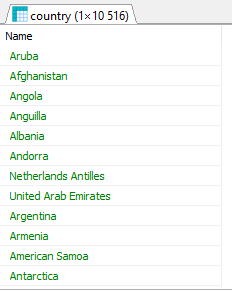 country (1×10 516)
Name
Aruba
Afghanistan
Angola
Anguilla
Albania
Andorra
Netherlands Antilles
United Arab Emirates
Argentina
Armenia
American Samoa
Antarctica